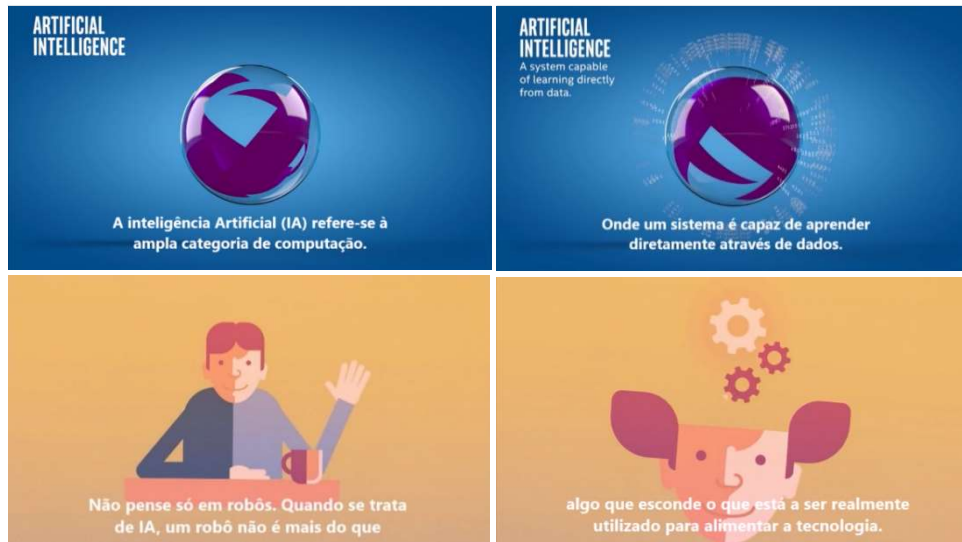 ARTIFICIAL
INTELLIGENCE
A inteligência Artificial (IA) refere-se à
ampla categoria de computação.
ARTIFICIAL
INTELLIGENCE
A system capable
of learning directly
from data.
Onde um sistema é capaz de aprender
diretamente através de dados.
Não pense só em robôs. Quando se trata
de IA, um robô não é mais do que
algo que esconde o que está a ser realmente
utilizado para alimentar a tecnologia.